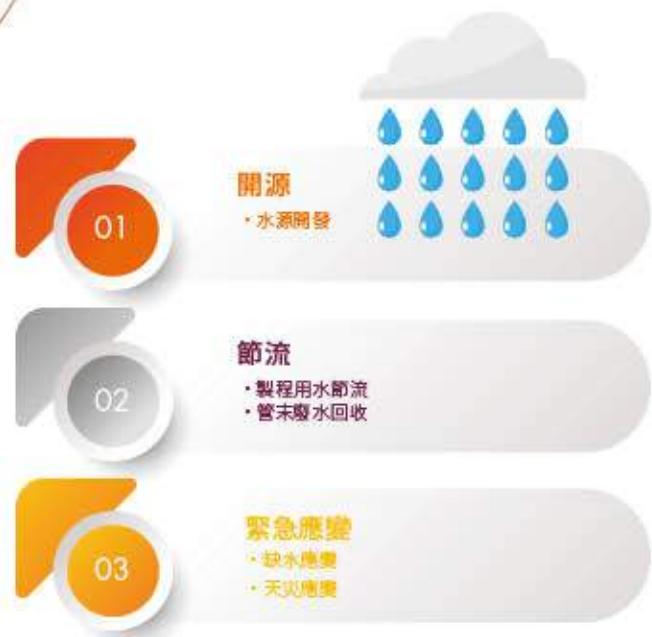 01
開源
・水源開發
02
節流
・製程用水節流
・管末廢水回收
03
緊急應變
・缺水應變
・天災應變